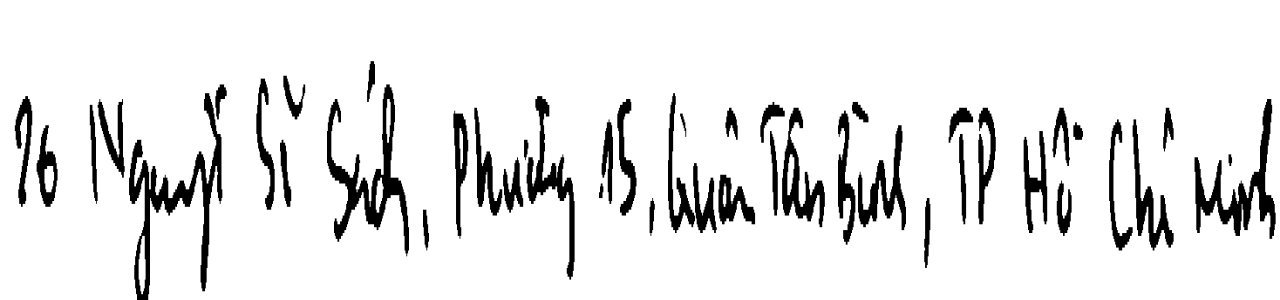 26 Nguyễn Sĩ Sách, Phường 15, Quận Tân Bình, TP Hồ Chí Minh